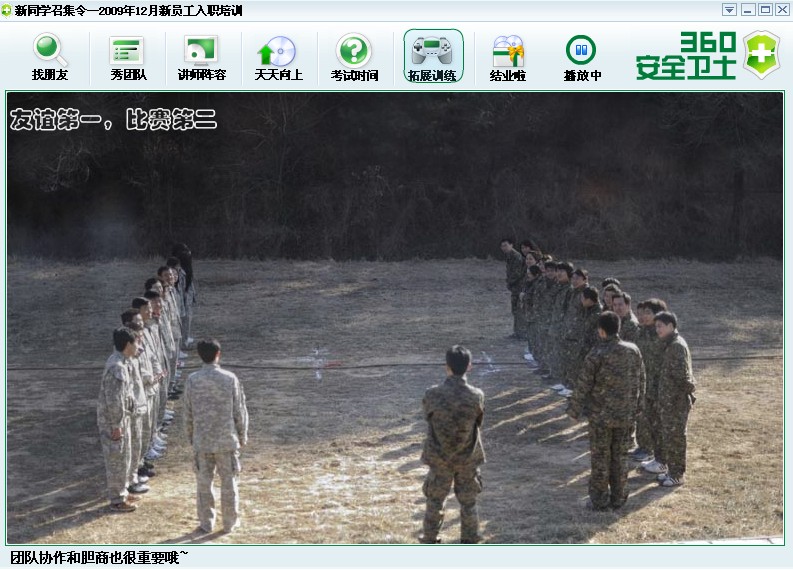 新同学召集令—2009年12月新员工入职培训
找朋友
秀团队
讲师阵容
天天向上
考试时间
拓展训练
结业啦
播放中
360
安全卫士
友谊第一，比赛第二
团队协作和胆商也很重要哦~